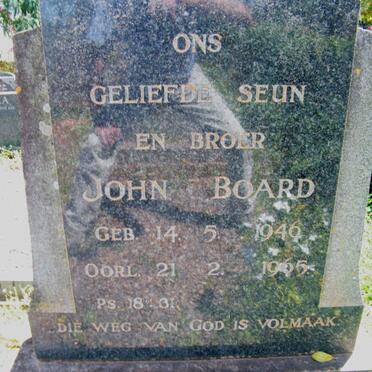 ONS
GELIEFDE SEUN
EN BROER
JOHN BOARD
GEB. 14. 5. 1946
OORL. 21. 2. 1965.
PS. 18:31.
DIE WEG VAN GOD IS VOLMAAK.